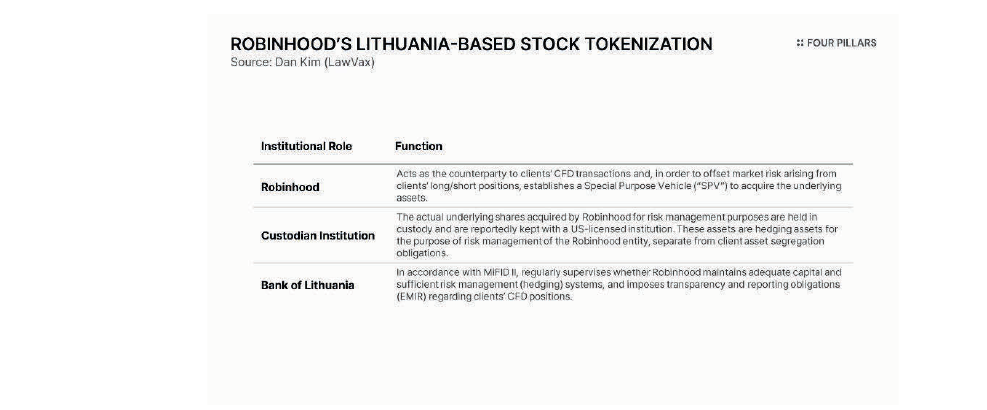 ROBINHOOD'S LITHUANIA-BASED STOCK TOKENIZATION
FOUR PILLARS
Source: Dan Kim (LawVax)
Institutional Role Function
Robinhood
Acts as the counterparty to clients' CFD transactions and, in order to offset market risk arising from
clients' long/short positions, establishes a Special Purpose Vehicle ("SPV") to acquire the underlying
assets.
Custodian Institution
The actual underlying shares acquired by Robinhood for risk management purposes are held in
custody and are reportedly kept with a US-licensed institution. These assets are hedging assets for
the purpose of risk management of the Robinhood entity, separate from client asset segregation
obligations.
Bank of Lithuania
In accordance with MiFID II, regularly supervises whether Robinhood maintains adequate capital and
sufficient risk management (hedging) systems, and imposes transparency and reporting obligations
(EMIR) regarding clients' CFD positions.